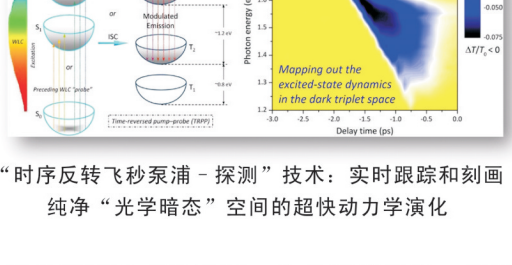 or
Modulated
Emission
WLC
S₁
Excitation
ISC
T₂
~1.2 eV
or
Preceding WLC "probe"
T₁
~0.8 eV
S₀
Time-reversed pump–probe (TRPP)
Photon energy (e
1.6
1.5
1.4
1.3
1.2
Mapping out the
excited-state dynamics
in the dark triplet space
-3.0 -2.5 -2.0 -1.5 -1.0 -0.5 0.0
Delay time (ps)
-0.050
-0.075
ΔT/T₀ < 0
“时序反转飞秒泵浦－探测”技术：实时跟踪和刻画
纯净“光学暗态”空间的超快动力学演化